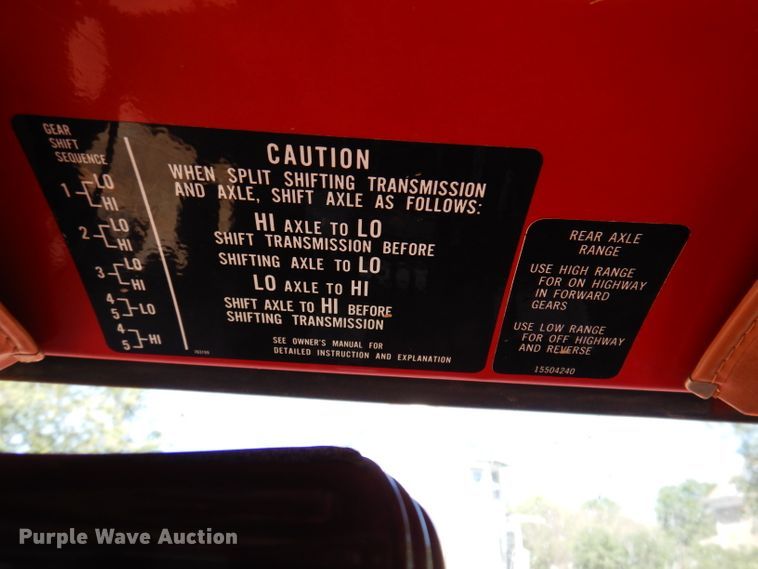 GEAR
SHIFT
SEQUENCE
1 LO
HI
2 LO
HI
3 LO
HI
4
5 LO
4
5 HI
CAUTION
WHEN SPLIT SHIFTING TRANSMISSION
AND AXLE, SHIFT AXLE AS FOLLOWS:
HI AXLE TO LO
SHIFT TRANSMISSION BEFORE
SHIFTING AXLE TO LO
LO AXLE TO HI
SHIFT AXLE TO HI BEFORE
SHIFTING TRANSMISSION
SEE OWNER'S MANUAL FOR
DETAILED INSTRUCTION AND EXPLANATION
REAR AXLE
RANGE
USE HIGH RANGE
FOR ON HIGHWAY
IN FORWARD
GEARS
USE LOW RANGE
FOR OFF HIGHWAY
AND REVERSE
15504240
Purple Wave Auction